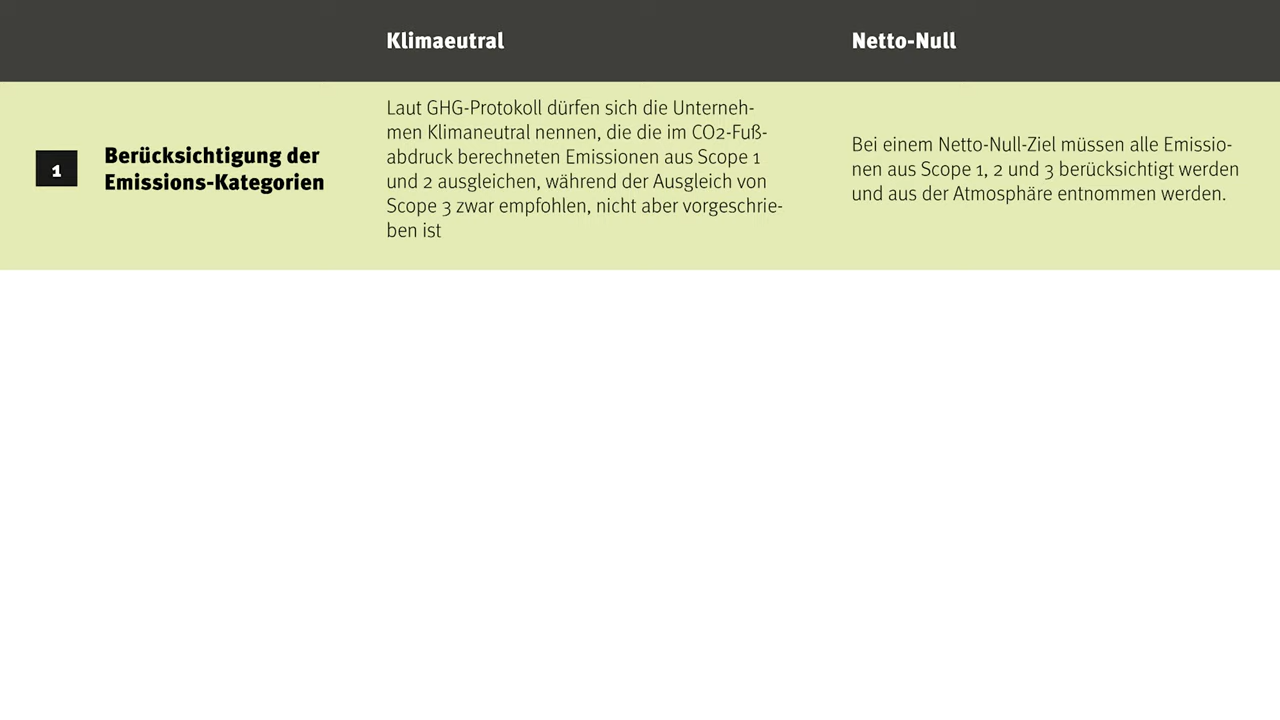 Klimaeutral
Netto-Null
1
Berücksichtigung der
Emissions-Kategorien
Laut GHG-Protokoll dürfen sich die Unterneh-
men Klimaneutral nennen, die die im CO2-Fuß-
abdruck berechneten Emissionen aus Scope 1
und 2 ausgleichen, während der Ausgleich von
Scope 3 zwar empfohlen, nicht aber vorgeschrie-
ben ist
Bei einem Netto-Null-Ziel müssen alle Emissio-
nen aus Scope 1, 2 und 3 berücksichtigt werden
und aus der Atmosphäre entnommen werden.